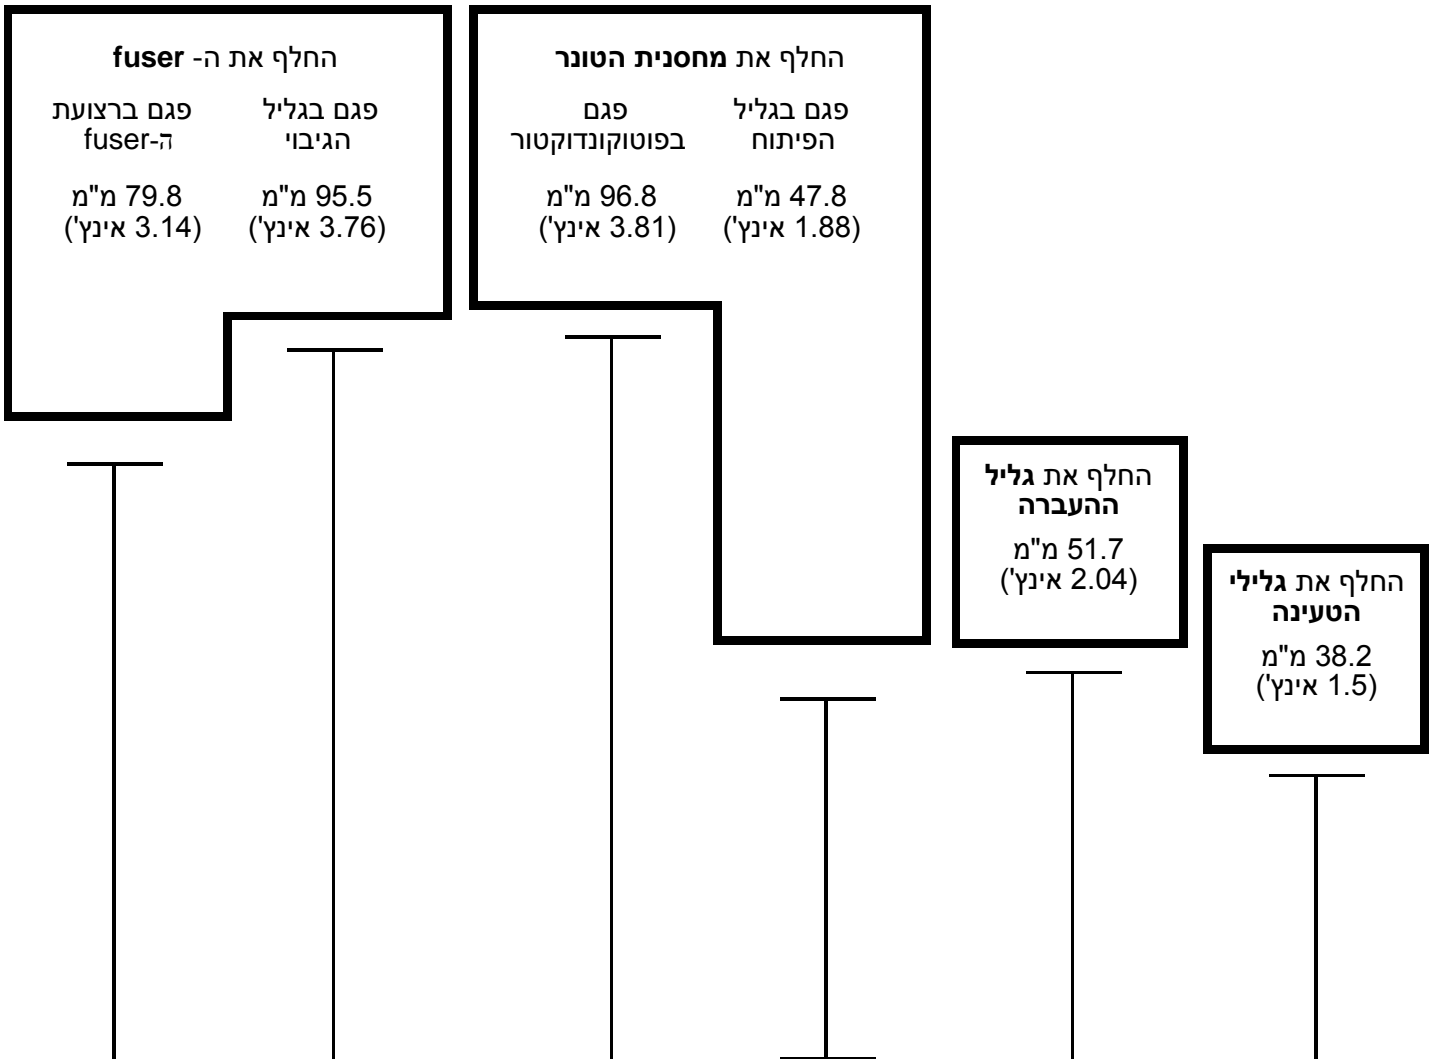 החלף את ה- fuser
פגם ברצועת
ה-fuser
79.8 מ"מ
(3.14 אינץ')
פגם בגליל
הגיבוי
95.5 מ"מ
(3.76 אינץ')
החלף את מחסנית הטונר
פגם
בפוטוקונדוקטור
96.8 מ"מ
(3.81 אינץ')
פגם בגליל
הפיתוח
47.8 מ"מ
(1.88 אינץ')
החלף את גליל
ההעברה
51.7 מ"מ
(2.04 אינץ')
החלף את גלילי
הטעינה
38.2 מ"מ
(1.5 אינץ')